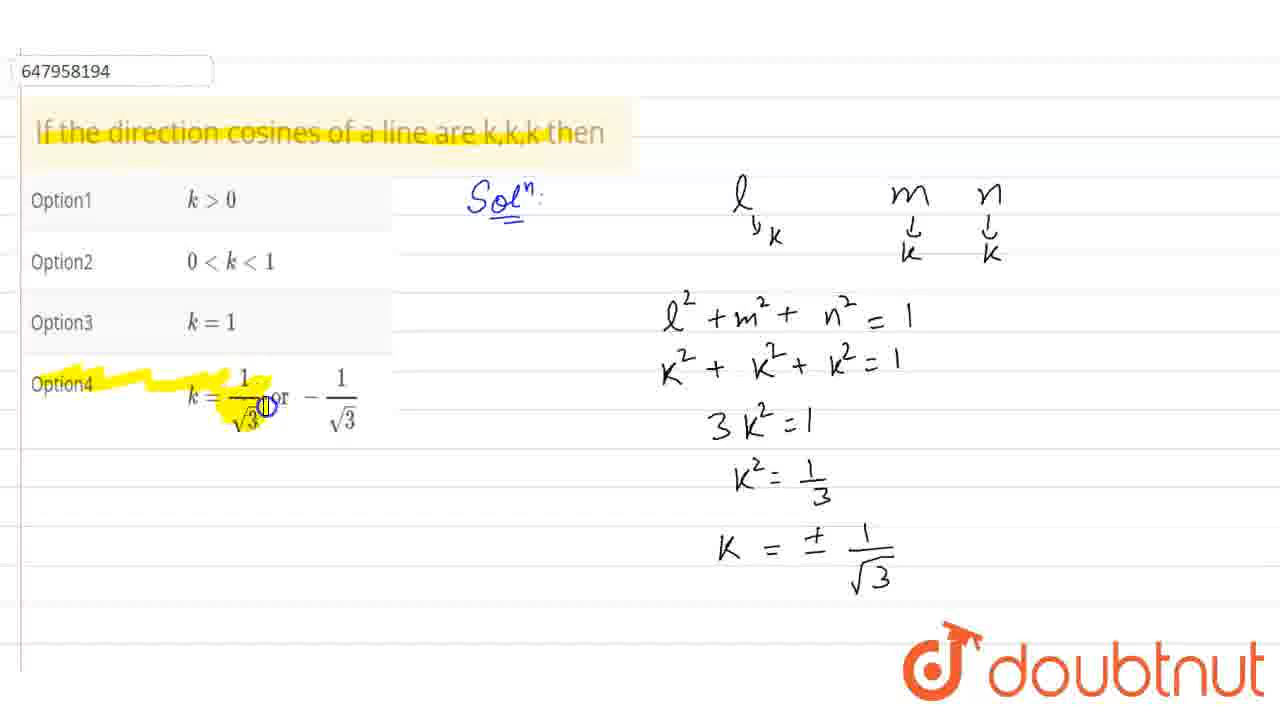 647958194
If the direction cosines of a line are k,k,k then
Option1 k > 0
Option2 0 < k < 1
Option3 k = 1
Option4 k = 1/√3 or − 1/√3
Solⁿ:
l m n
k k k
l² + m² + n² = 1
k² + k² + k² = 1
3k² = 1
k² = 1/3
k = ± 1/√3
doubtnut